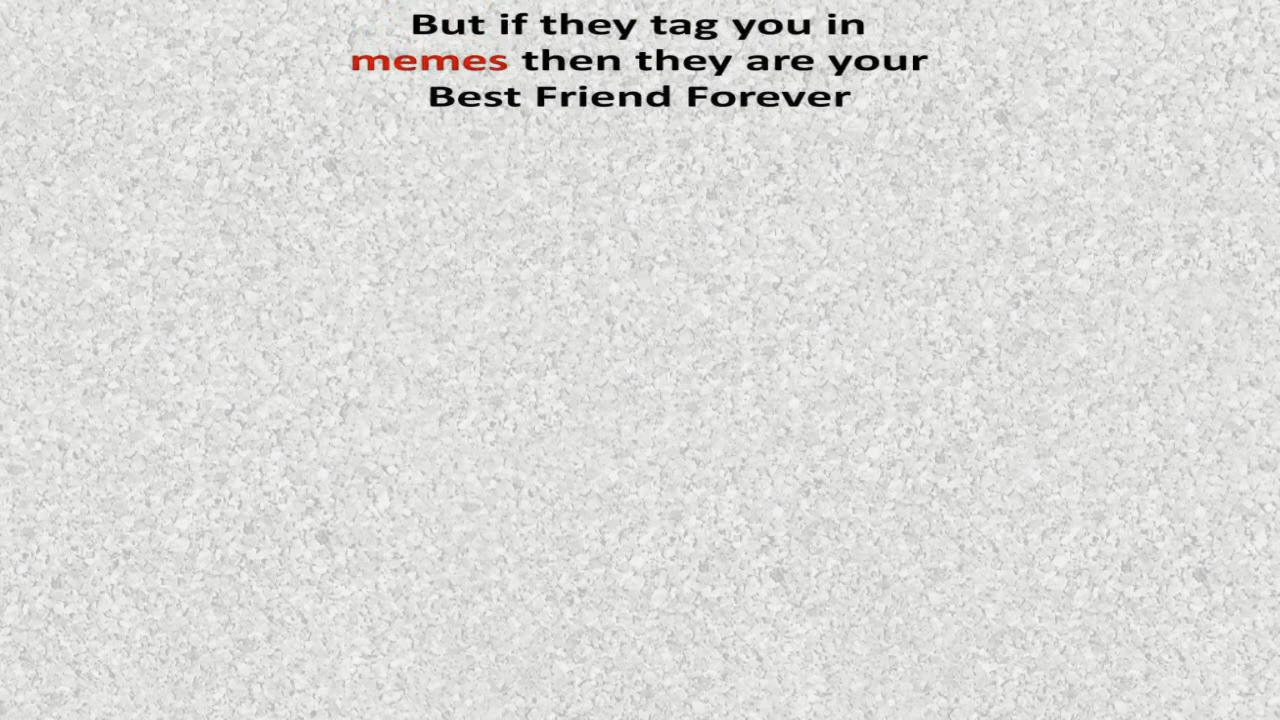 But if they tag you in
memes then they are your
Best Friend Forever